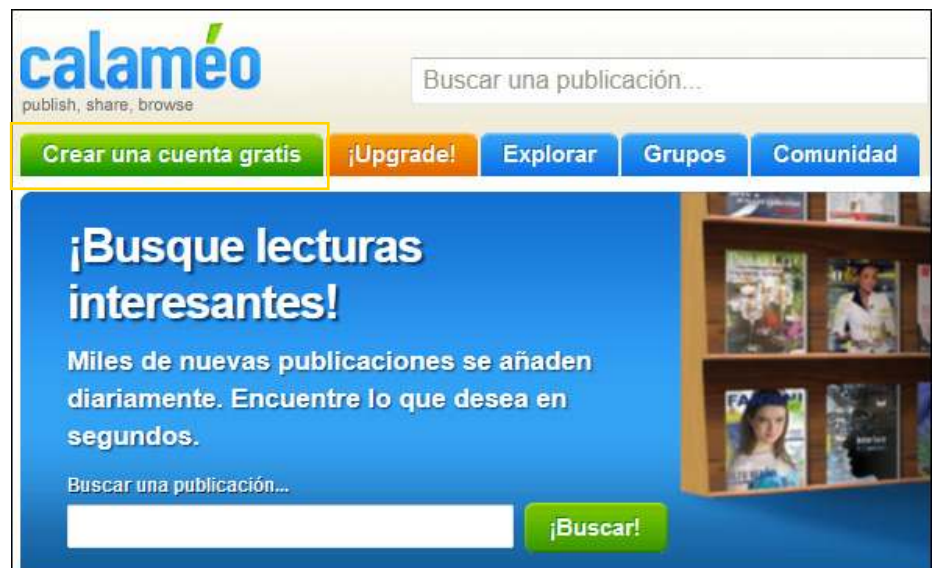 calaméo
publish, share, browse
Buscar una publicación...
Crear una cuenta gratis
¡Upgrade!
Explorar
Grupos
Comunidad
¡Busque lecturas
interesantes!
Miles de nuevas publicaciones se añaden
diariamente. Encuentre lo que desea en
segundos.
Buscar una publicación...
¡Buscar!